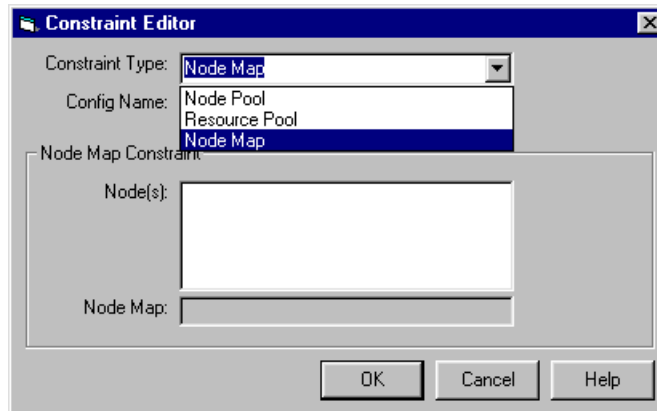 Constraint Editor
Constraint Type: Node Map
Config Name:
Node Pool
Resource Pool
Node Map
Node Map Constraint
Node(s):
Node Map:
OK Cancel Help